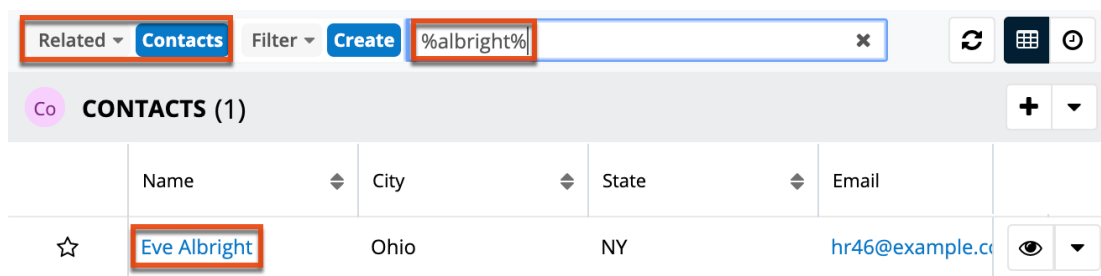 Related Contacts Filter Create %albright%
Co CONTACTS (1)
Name City State Email
Eve Albright Ohio NY hr46@example.co